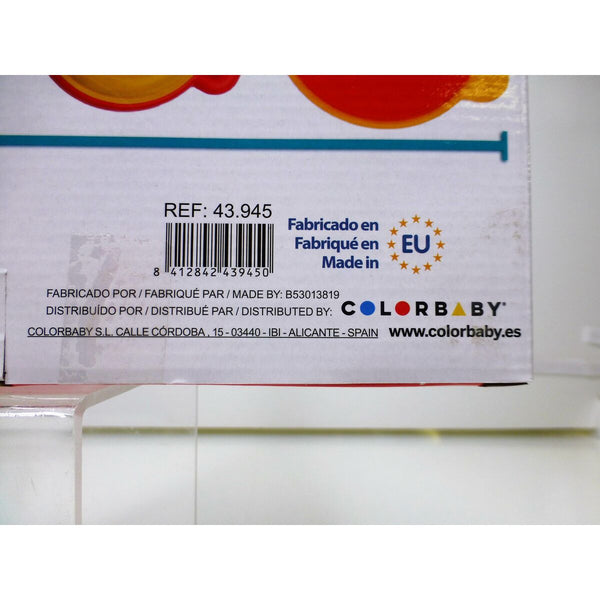 REF: 43.945
8 412842 439450
Fabricado en
Fabriqué en
Made in
EU
FABRICADO POR / FABRIQUÉ PAR / MADE BY: B53013819
DISTRIBUÍDO POR / DISTRIBUÉ PAR / DISTRIBUTED BY: COLORBABY®
COLORBABY S.L. CALLE CÓRDOBA , 15 - 03440 - IBI - ALICANTE - SPAIN www.colorbaby.es